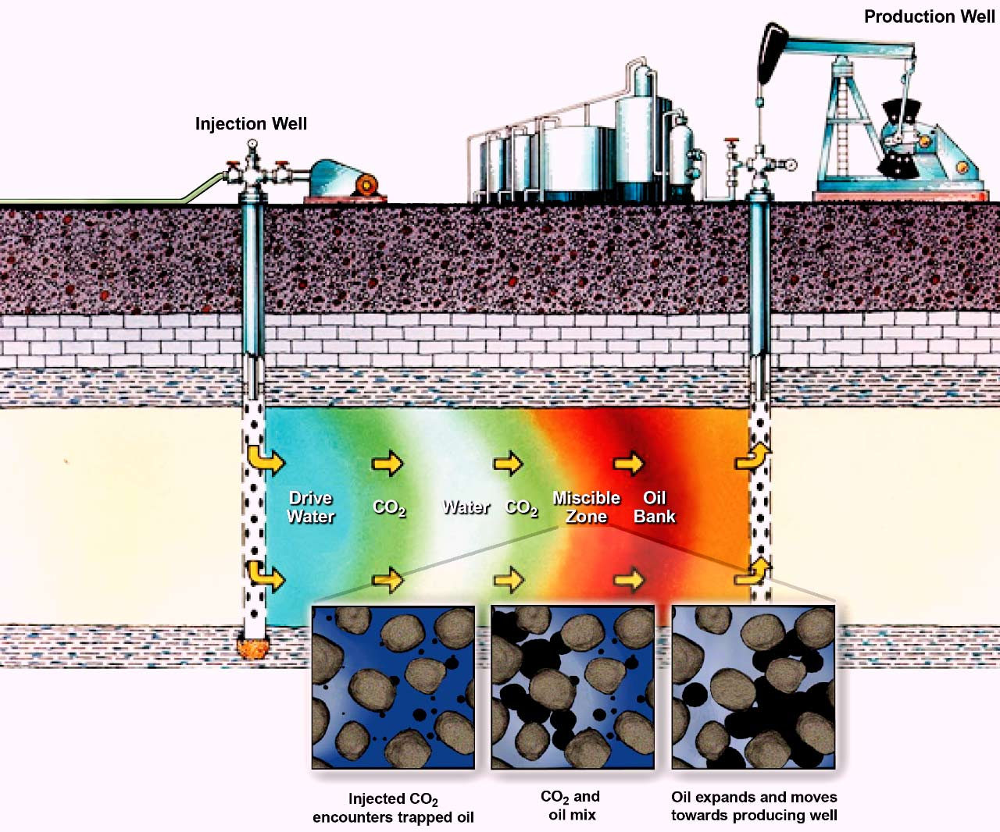 Production Well
Injection Well
Drive
Water
CO₂
Water
CO₂
Miscible
Zone
Oil
Bank
Injected CO₂
encounters trapped oil
CO₂ and
oil mix
Oil expands and moves
towards producing well